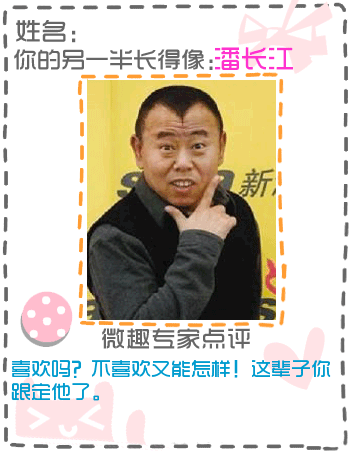 姓名：
你的另一半长得像：潘长江
新
微趣专家点评
喜欢吗？不喜欢又能怎样！这辈子你
跟定他了。